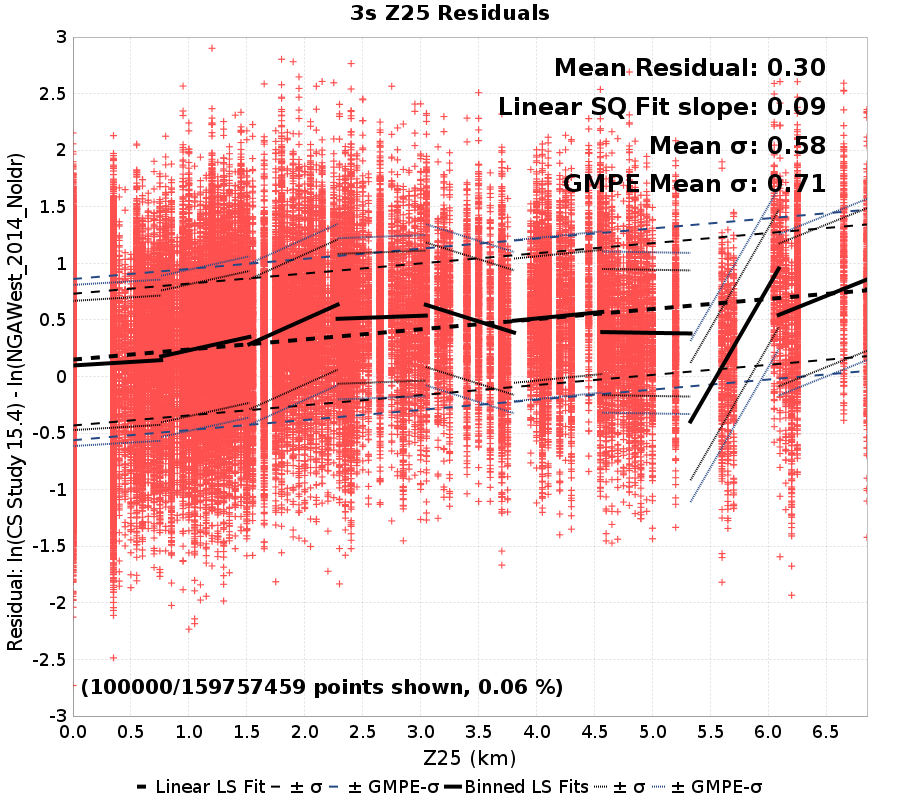 3s Z25 Residuals
Mean Residual: 0.30
Linear SQ Fit slope: 0.09
Mean σ: 0.58
GMPE Mean σ: 0.71
Residual: ln(CS Study 15.4) - ln(NGAWest_2014_NoIdr)
3
2.5
2
1.5
1
0.5
0
-0.5
-1
-1.5
-2
-2.5
-3
(100000/159757459 points shown, 0.06 %)
0.0 0.5 1.0 1.5 2.0 2.5 3.0 3.5 4.0 4.5 5.0 5.5 6.0 6.5
Z25 (km)
Linear LS Fit ± σ ± GMPE-σ Binned LS Fits ± σ ± GMPE-σ